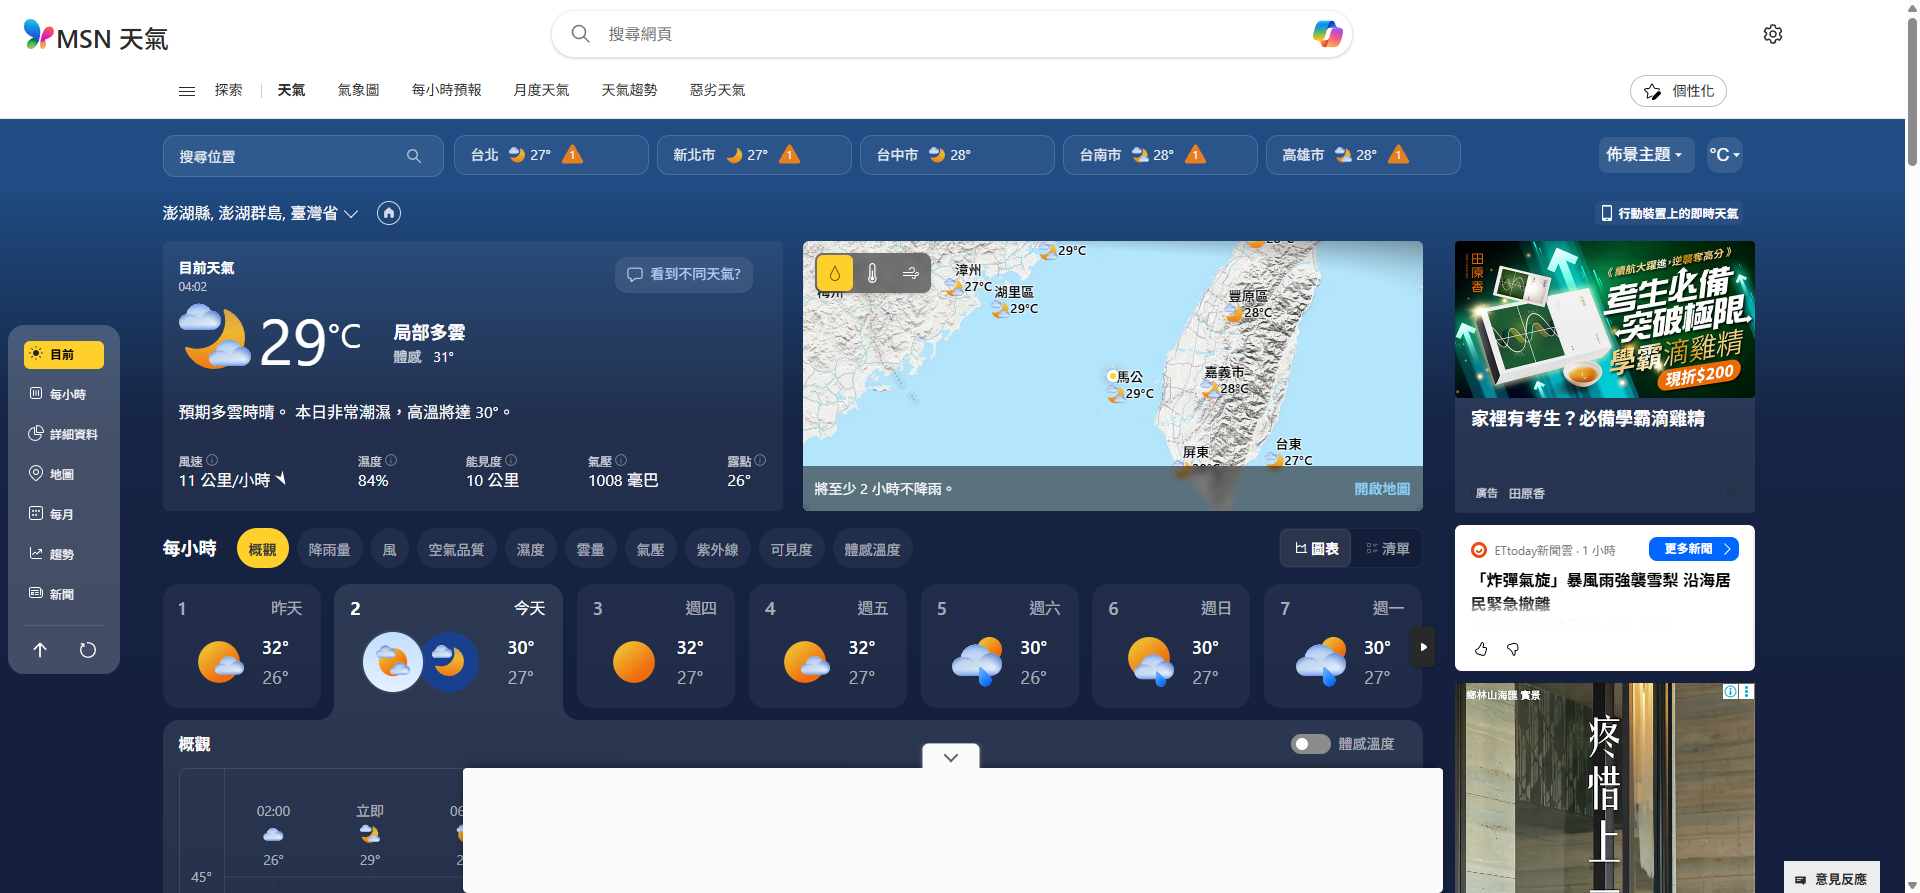 MSN 天氣
搜尋網頁
探索
天氣
氣象圖
每小時預報
月度天氣
天氣趨勢
惡劣天氣
個性化
搜尋位置
台北 27° 1
新北市 27° 1
台中市 28°
台南市 28° 1
高雄市 28° 1
佈景主題
°C
澎湖縣, 澎湖群島, 臺灣省
行動裝置上的即時天氣
目前天氣
04:02
看到不同天氣?
29°C
局部多雲
體感 31°
預期多雲時晴。 本日非常潮濕，高溫將達 30°。
風速
11 公里/小時
濕度
84%
能見度
10 公里
氣壓
1008 毫巴
露點
26°
29°C
漳州
27°C
湖里區
29°C
豐原區
28°C
馬公
29°C
嘉義市
28°C
屏東
台東
27°C
將至少 2 小時不降雨。
開啟地圖
目前
每小時
詳細資料
地圖
每月
趨勢
新聞
每小時
概觀
降雨量
風
空氣品質
濕度
雲量
氣壓
紫外線
可見度
體感溫度
圖表
清單
1 昨天
32°
26°
2 今天
30°
27°
3 週四
32°
27°
4 週五
32°
27°
5 週六
30°
26°
6 週日
30°
27°
7 週一
30°
27°
概觀
體感溫度
02:00
26°
立即
29°
45°
田原香
《續航大躍進,逆襲奪高分》
考生必備
突破極限
學霸滴雞精
現折$200
家裡有考生？必備學霸滴雞精
廣告 田原香
ETtoday新聞雲 · 1 小時
更多新聞
「炸彈氣旋」暴風雨強襲雪梨 沿海居
民緊急撤離
鄉林山海匯 實景
疼惜上
意見反應